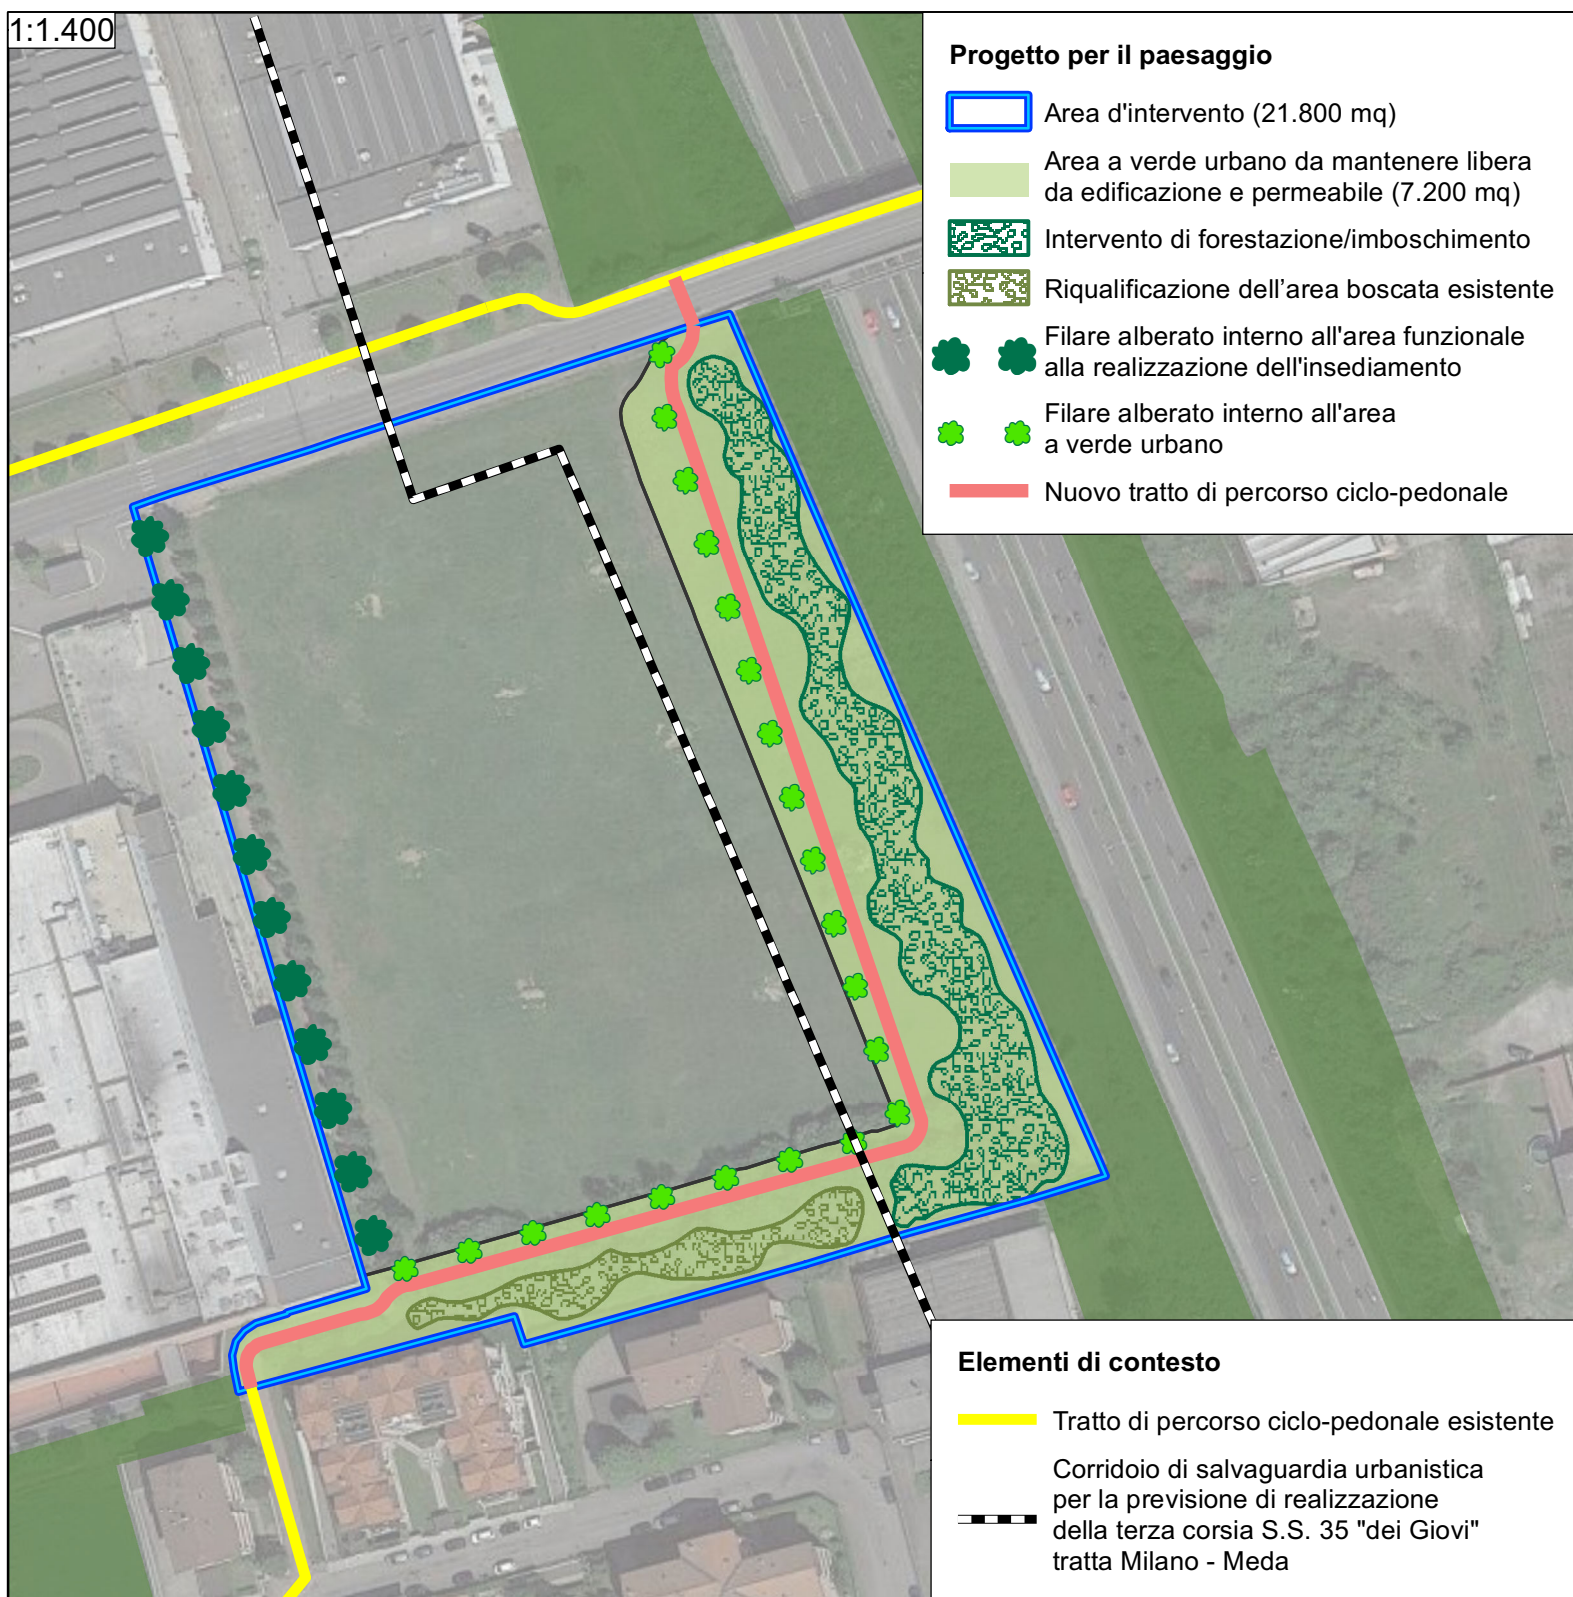 1:1.400
Progetto per il paesaggio
Area d'intervento (21.800 mq)
Area a verde urbano da mantenere libera
da edificazione e permeabile (7.200 mq)
Intervento di forestazione/imboschimento
Riqualificazione dell’area boscata esistente
Filare alberato interno all'area funzionale
alla realizzazione dell'insediamento
Filare alberato interno all'area
a verde urbano
Nuovo tratto di percorso ciclo-pedonale
Elementi di contesto
Tratto di percorso ciclo-pedonale esistente
Corridoio di salvaguardia urbanistica
per la previsione di realizzazione
della terza corsia S.S. 35 "dei Giovi"
tratta Milano - Meda